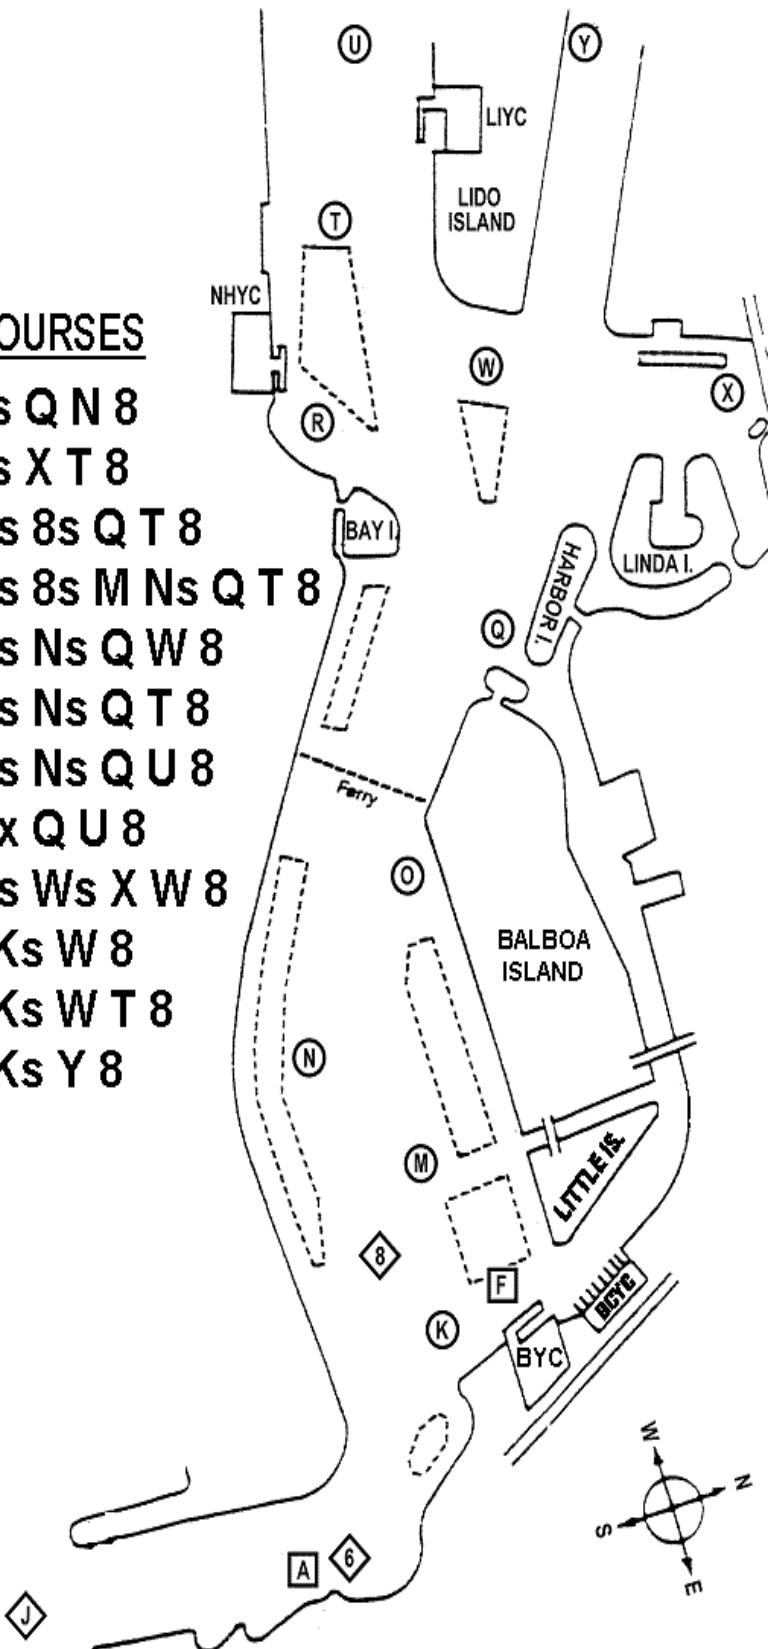 U
Y
LIYC
LIDO
ISLAND
T
NHYC
OURSES
W
X
s Q N 8
R
s X T 8
s 8s Q T 8
BAY I.
LINDA I.
HARBOR I.
s 8s M Ns Q T 8
Q
s Ns Q W 8
s Ns Q T 8
s Ns Q U 8
Ferry
x Q U 8
O
s Ws X W 8
BALBOA
ISLAND
Ks W 8
Ks W T 8
N
Ks Y 8
M
LITTLE IS.
8
F
BCYC
K
BYC
W
N
S
E
A
6
J